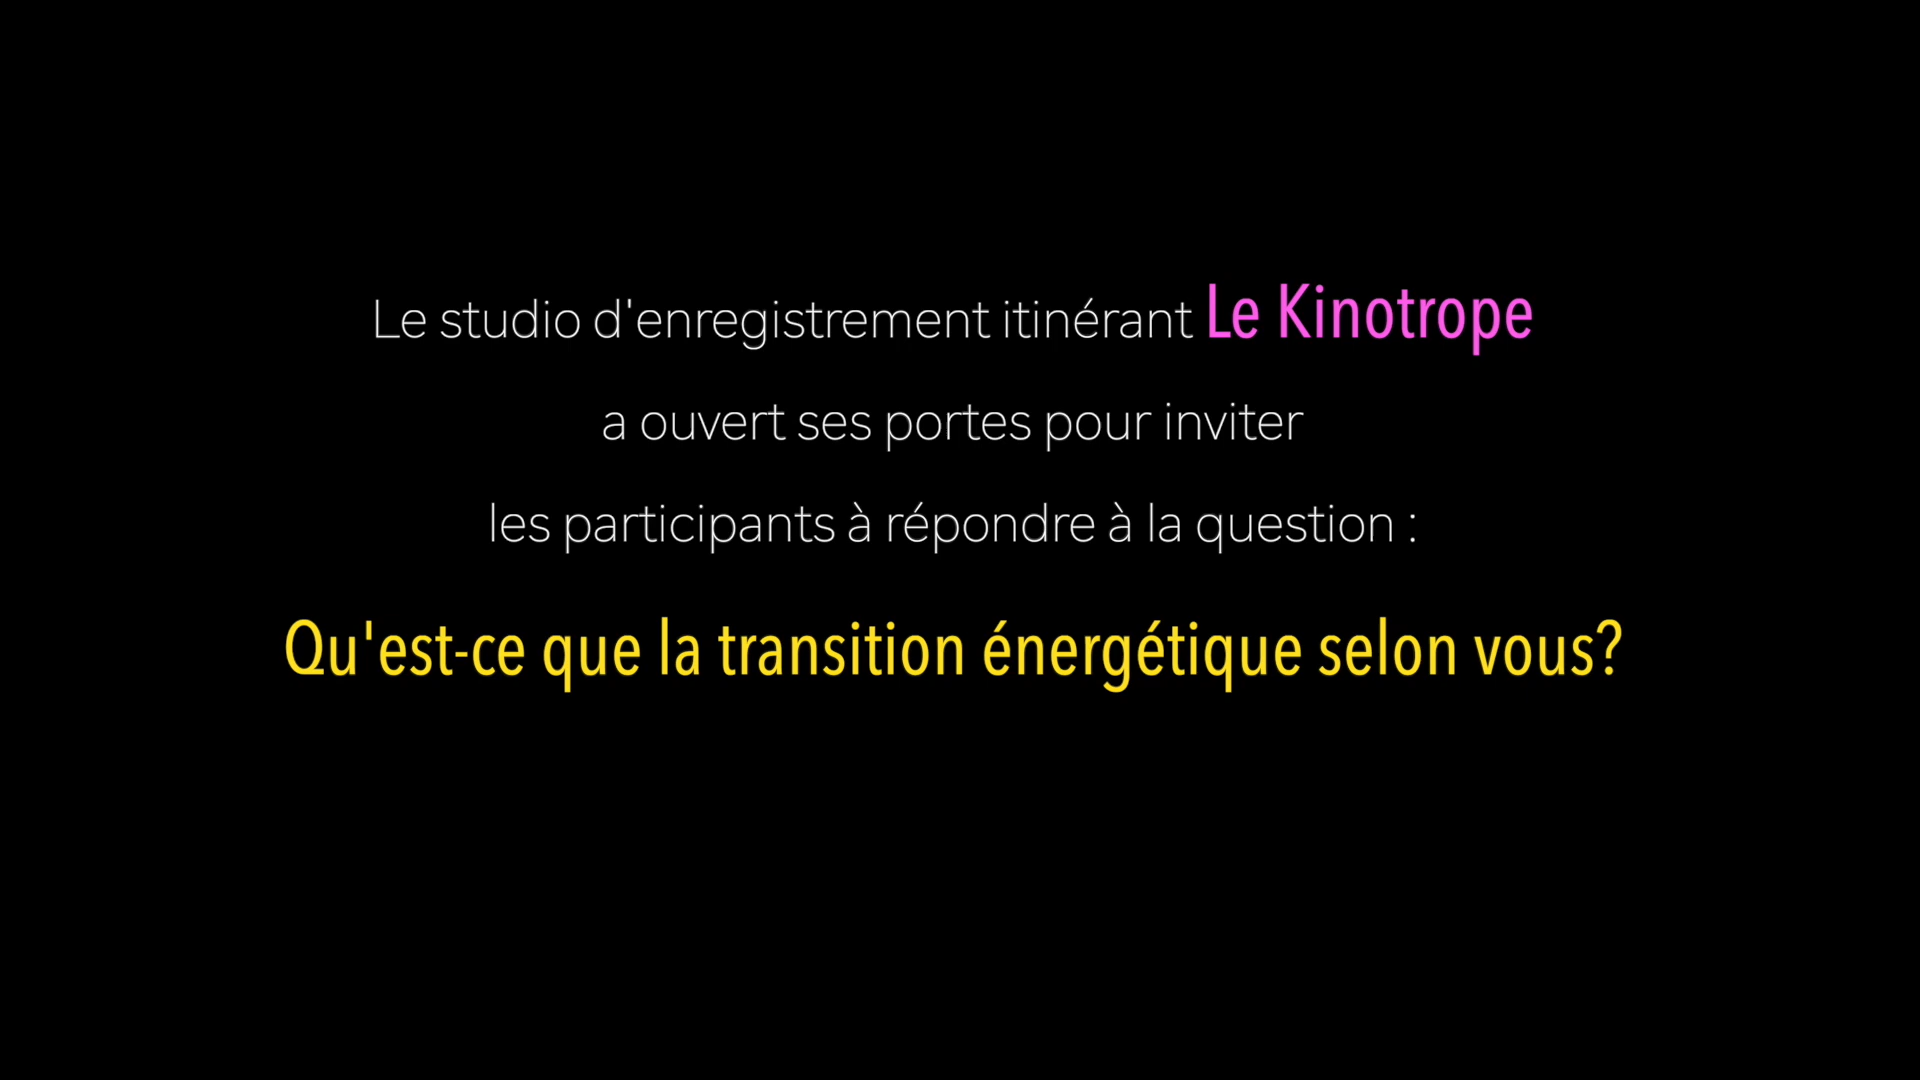 Le studio d'enregistrement itinérant Le Kinotrope
a ouvert ses portes pour inviter
les participants à répondre à la question :
Qu'est-ce que la transition énergétique selon vous?